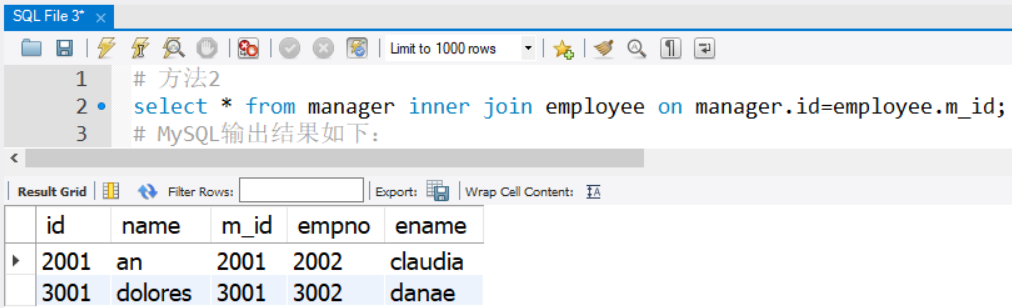 SQL File 3*
Limit to 1000 rows
1 # 方法2
2 select * from manager inner join employee on manager.id=employee.m_id;
3 # MySQL输出结果如下：
Result Grid Filter Rows: Export: Wrap Cell Content:
id name m_id empno ename
2001 an 2001 2002 claudia
3001 dolores 3001 3002 danae